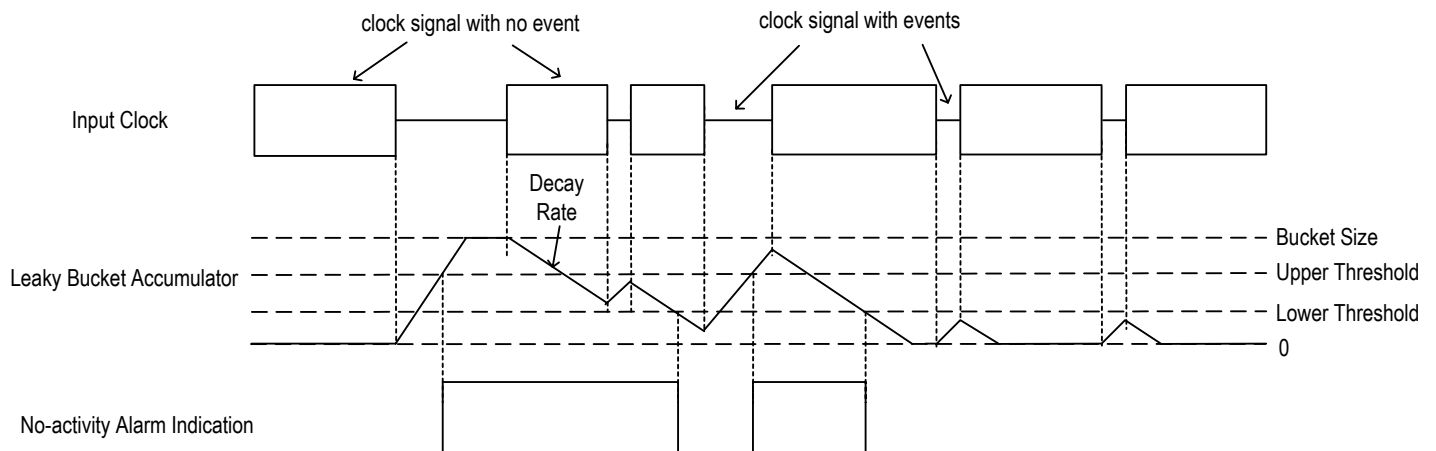 clock signal with no event
clock signal with events
Input Clock
Decay
Rate
Bucket Size
Leaky Bucket Accumulator
Upper Threshold
Lower Threshold
0
No-activity Alarm Indication